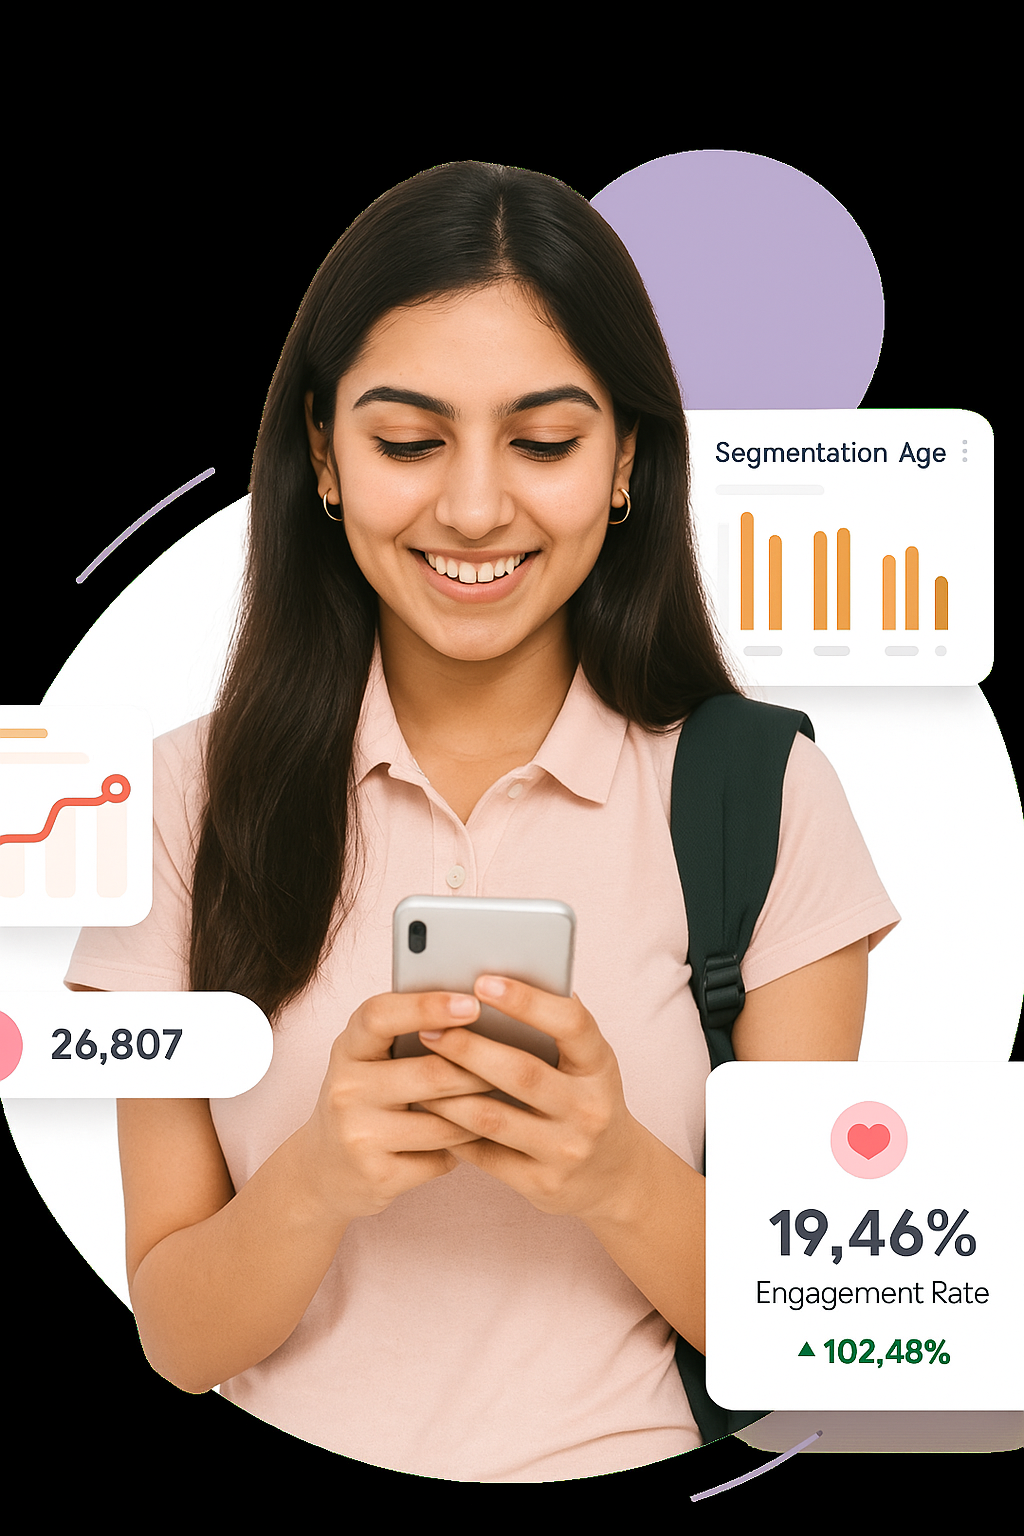 Segmentation Age
26,807
19,46%
Engagement Rate
▲ 102,48%